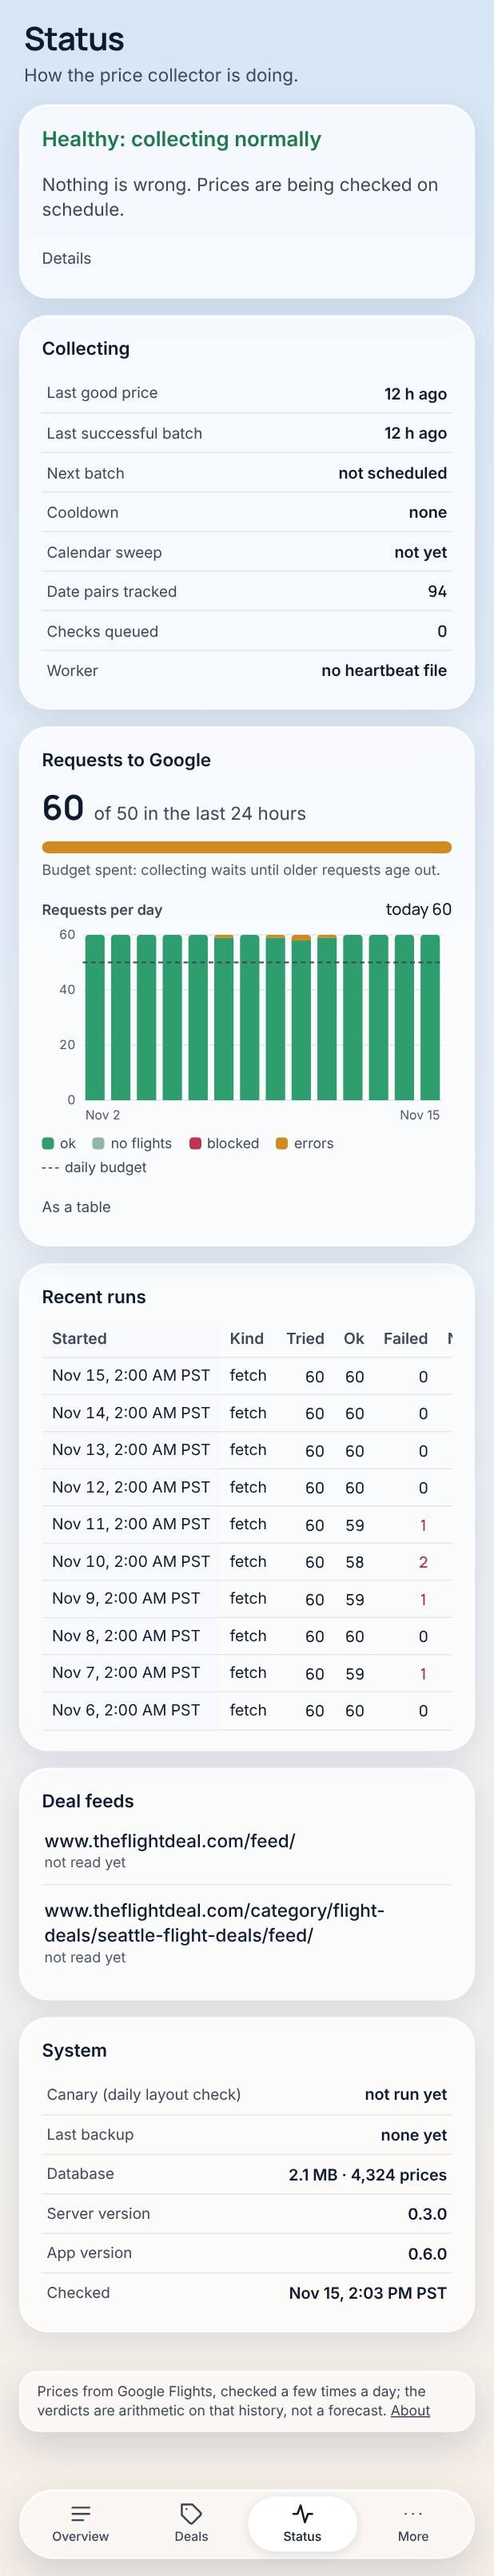 Status
How the price collector is doing.
Healthy: collecting normally
Nothing is wrong. Prices are being checked on
schedule.
Details
Collecting
Last good price 12 h ago
Last successful batch 12 h ago
Next batch not scheduled
Cooldown none
Calendar sweep not yet
Date pairs tracked 94
Checks queued 0
Worker no heartbeat file
Requests to Google
60 of 50 in the last 24 hours
Budget spent: collecting waits until older requests age out.
Requests per day today 60
60
40
20
0
Nov 2 Nov 15
ok no flights blocked errors
--- daily budget
As a table
Recent runs
Started Kind Tried Ok Failed
Nov 15, 2:00 AM PST fetch 60 60 0
Nov 14, 2:00 AM PST fetch 60 60 0
Nov 13, 2:00 AM PST fetch 60 60 0
Nov 12, 2:00 AM PST fetch 60 60 0
Nov 11, 2:00 AM PST fetch 60 59 1
Nov 10, 2:00 AM PST fetch 60 58 2
Nov 9, 2:00 AM PST fetch 60 59 1
Nov 8, 2:00 AM PST fetch 60 60 0
Nov 7, 2:00 AM PST fetch 60 59 1
Nov 6, 2:00 AM PST fetch 60 60 0
Deal feeds
www.theflightdeal.com/feed/
not read yet
www.theflightdeal.com/category/flight-
deals/seattle-flight-deals/feed/
not read yet
System
Canary (daily layout check) not run yet
Last backup none yet
Database 2.1 MB · 4,324 prices
Server version 0.3.0
App version 0.6.0
Checked Nov 15, 2:03 PM PST
Prices from Google Flights, checked a few times a day; the
verdicts are arithmetic on that history, not a forecast. About
Overview Deals Status More